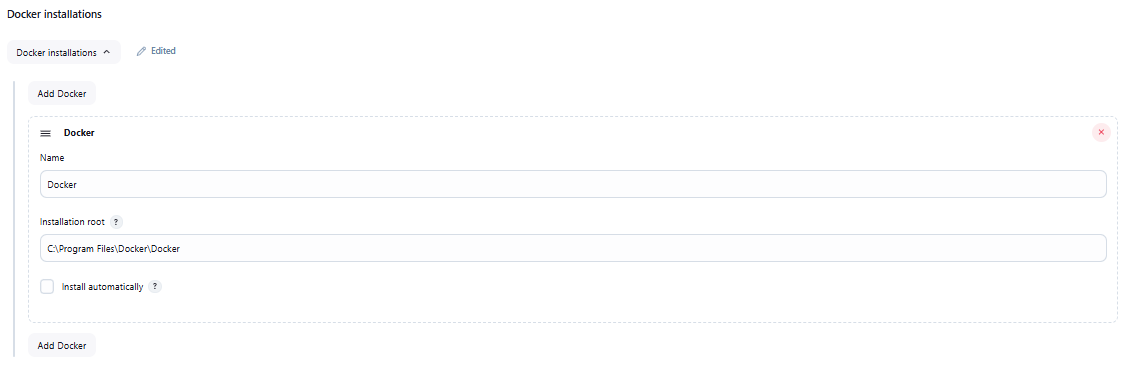 Docker installations
Docker installations
Edited
Add Docker
Docker
Name
Docker
Installation root ?
C:\Program Files\Docker\Docker
Install automatically ?
Add Docker